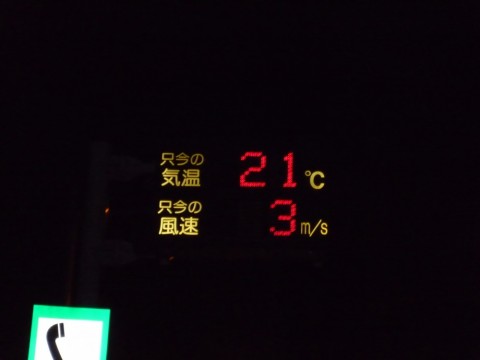 只今の
気温 21℃
只今の
風速 3m/s